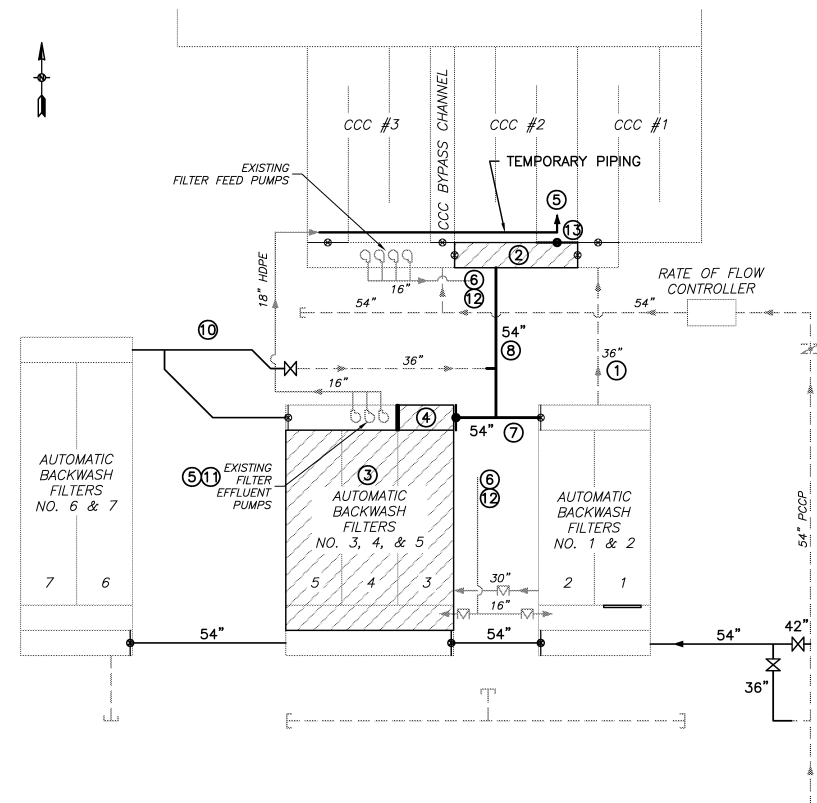 CCC #3
CCC BYPASS CHANNEL
CCC #2
CCC #1
EXISTING
FILTER FEED PUMPS
TEMPORARY PIPING
5
13
2
18" HDPE
16"
6
12
54"
RATE OF FLOW
CONTROLLER
54"
54"
8
36"
1
10
36"
16"
4
54"
7
5 11
EXISTING
FILTER
EFFLUENT
PUMPS
3
AUTOMATIC
BACKWASH
FILTERS
NO. 3, 4, & 5
6
12
AUTOMATIC
BACKWASH
FILTERS
NO. 6 & 7
AUTOMATIC
BACKWASH
FILTERS
NO. 1 & 2
54" PCCP
7 6
5 4 3
30"
2 1
16"
54"
54"
54"
42"
36"